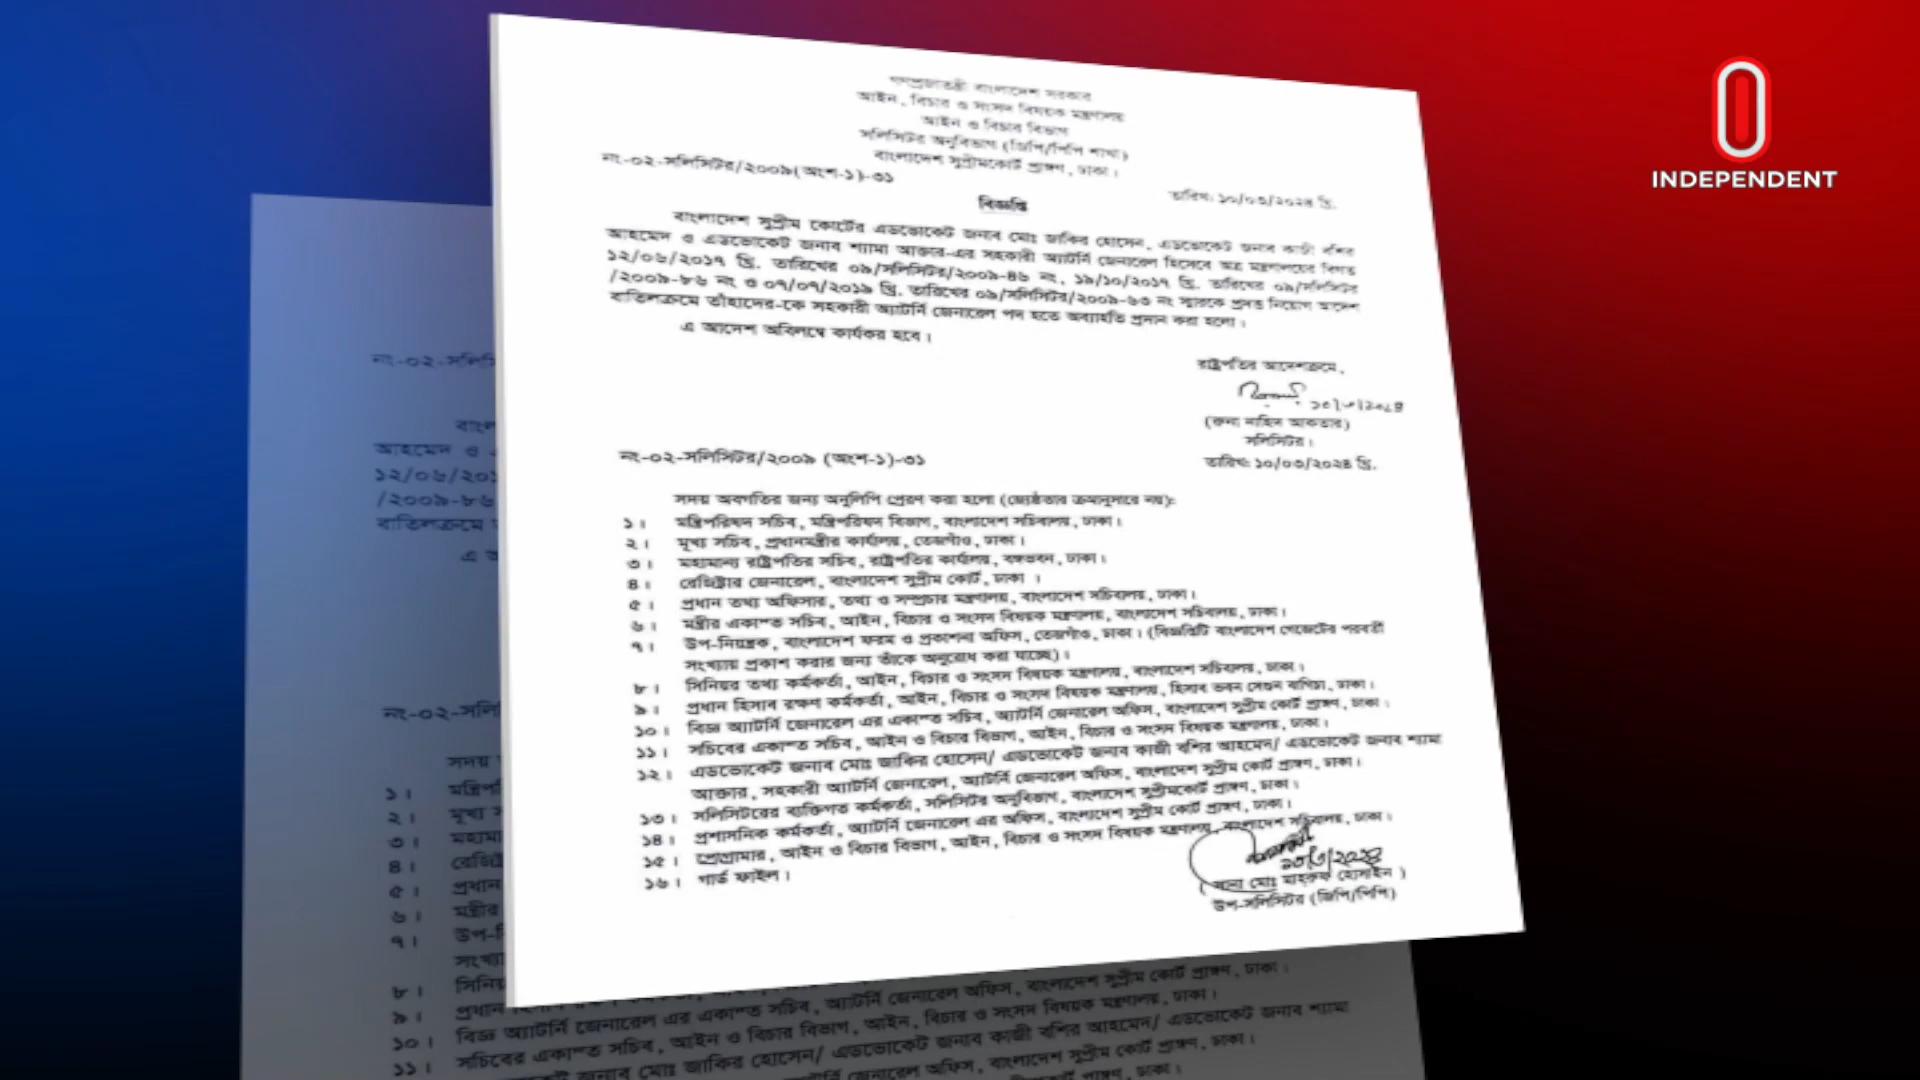 গণপ্রজাতন্ত্রী বাংলাদেশ সরকার
আইন, বিচার ও সংসদ বিষয়ক মন্ত্রণালয়
আইন ও বিচার বিভাগ
সলিসিটর অনুবিভাগ (জিপি/পিপি শাখা)
বাংলাদেশ সুপ্রীমকোর্ট প্রাঙ্গণ, ঢাকা।
নং-০২-সলিসিটর/২০০৯(অংশ-১)-৩১
তারিখ: ১০/০৩/২০২৪ খ্রি.
INDEPENDENT
বিজ্ঞপ্তি
বাংলাদেশ সুপ্রীম কোর্টের এডভোকেট জনাব মোঃ জাকির হোসেন, এডভোকেট জনাব কাজী বশির
আহমেদ ও এডভোকেট জনাব শ্যামা আক্তার-এর সহকারী অ্যাটর্নি জেনারেল হিসেবে অত্র মন্ত্রণালয়ের বিগত
১২/০৬/২০১৭ খ্রি. তারিখের ০৯/সলিসিটর/২০০৯-৪৬ নং, ১৯/১০/২০১৭ খ্রি. তারিখের ০৯/সলিসিটর
/২০০৯-৮৬ নং ও ০৭/০৭/২০১৯ খ্রি. তারিখের ০৯/সলিসিটর/২০০৯-৬৩ নং স্মারকে প্রদত্ত নিয়োগ আদেশ
বাতিলক্রমে তাঁহাদের-কে সহকারী অ্যাটর্নি জেনারেল পদ হতে অব্যাহতি প্রদান করা হলো।
এ আদেশ অবিলম্বে কার্যকর হবে।
রাষ্ট্রপতির আদেশক্রমে,
(রুনা নাহিদ আকতার)
সলিসিটর।
নং-০২-সলিসিটর/২০০৯ (অংশ-১)-৩১
তারিখ: ১০/০৩/২০২৪ খ্রি.
সদয় অবগতির জন্য অনুলিপি প্রেরণ করা হলো (জ্যেষ্ঠতার ক্রমানুসারে নয়):
১। মন্ত্রিপরিষদ সচিব, মন্ত্রিপরিষদ বিভাগ, বাংলাদেশ সচিবালয়, ঢাকা।
২। মূখ্য সচিব, প্রধানমন্ত্রীর কার্যালয়, তেজগাঁও, ঢাকা।
৩। মহামান্য রাষ্ট্রপতির সচিব, রাষ্ট্রপতির কার্যালয়, বঙ্গভবন, ঢাকা।
৪। রেজিস্ট্রার জেনারেল, বাংলাদেশ সুপ্রীম কোর্ট, ঢাকা ।
৫। প্রধান তথ্য অফিসার, তথ্য ও সম্প্রচার মন্ত্রণালয়, বাংলাদেশ সচিবালয়, ঢাকা।
৬। মন্ত্রীর একান্ত সচিব, আইন, বিচার ও সংসদ বিষয়ক মন্ত্রণালয়, বাংলাদেশ সচিবালয়, ঢাকা।
৭। উপ-নিয়ন্ত্রক, বাংলাদেশ ফরম ও প্রকাশনা অফিস, তেজগাঁও, ঢাকা। (বিজ্ঞপ্তিটি বাংলাদেশ গেজেটের পরবর্তী
সংখ্যায় প্রকাশ করার জন্য তাঁকে অনুরোধ করা যাচ্ছে)।
৮। সিনিয়র তথ্য কর্মকর্তা, আইন, বিচার ও সংসদ বিষয়ক মন্ত্রণালয়, বাংলাদেশ সচিবালয়, ঢাকা।
৯। প্রধান হিসাব রক্ষণ কর্মকর্তা, আইন, বিচার ও সংসদ বিষয়ক মন্ত্রণালয়, হিসাব ভবন সেগুন বাগিচা, ঢাকা।
১০। বিজ্ঞ অ্যাটর্নি জেনারেল এর একান্ত সচিব, অ্যাটর্নি জেনারেল অফিস, বাংলাদেশ সুপ্রীম কোর্ট প্রাঙ্গণ, ঢাকা।
১১। সচিবের একান্ত সচিব, আইন ও বিচার বিভাগ, আইন, বিচার ও সংসদ বিষয়ক মন্ত্রণালয়, ঢাকা।
১২। এডভোকেট জনাব মোঃ জাকির হোসেন/ এডভোকেট জনাব কাজী বশির আহমেদ/ এডভোকেট জনাব শ্যামা
আক্তার, সহকারী অ্যাটর্নি জেনারেল, অ্যাটর্নি জেনারেল অফিস, বাংলাদেশ সুপ্রীম কোর্ট প্রাঙ্গণ, ঢাকা।
১৩। সলিসিটরের ব্যক্তিগত কর্মকর্তা, সলিসিটর অনুবিভাগ, বাংলাদেশ সুপ্রীমকোর্ট প্রাঙ্গণ, ঢাকা।
১৪। প্রশাসনিক কর্মকর্তা, অ্যাটর্নি জেনারেল এর অফিস, বাংলাদেশ সুপ্রীম কোর্ট প্রাঙ্গণ, ঢাকা।
১৫। প্রোগ্রামার, আইন ও বিচার বিভাগ, আইন, বিচার ও সংসদ বিষয়ক মন্ত্রণালয়, বাংলাদেশ সচিবালয়, ঢাকা।
১৬। গার্ড ফাইল।
১০/৩/২০২৪
মোঃ মাহরুফ হোসাইন )
উপ-সলিসিটর (জিপি/পিপি)